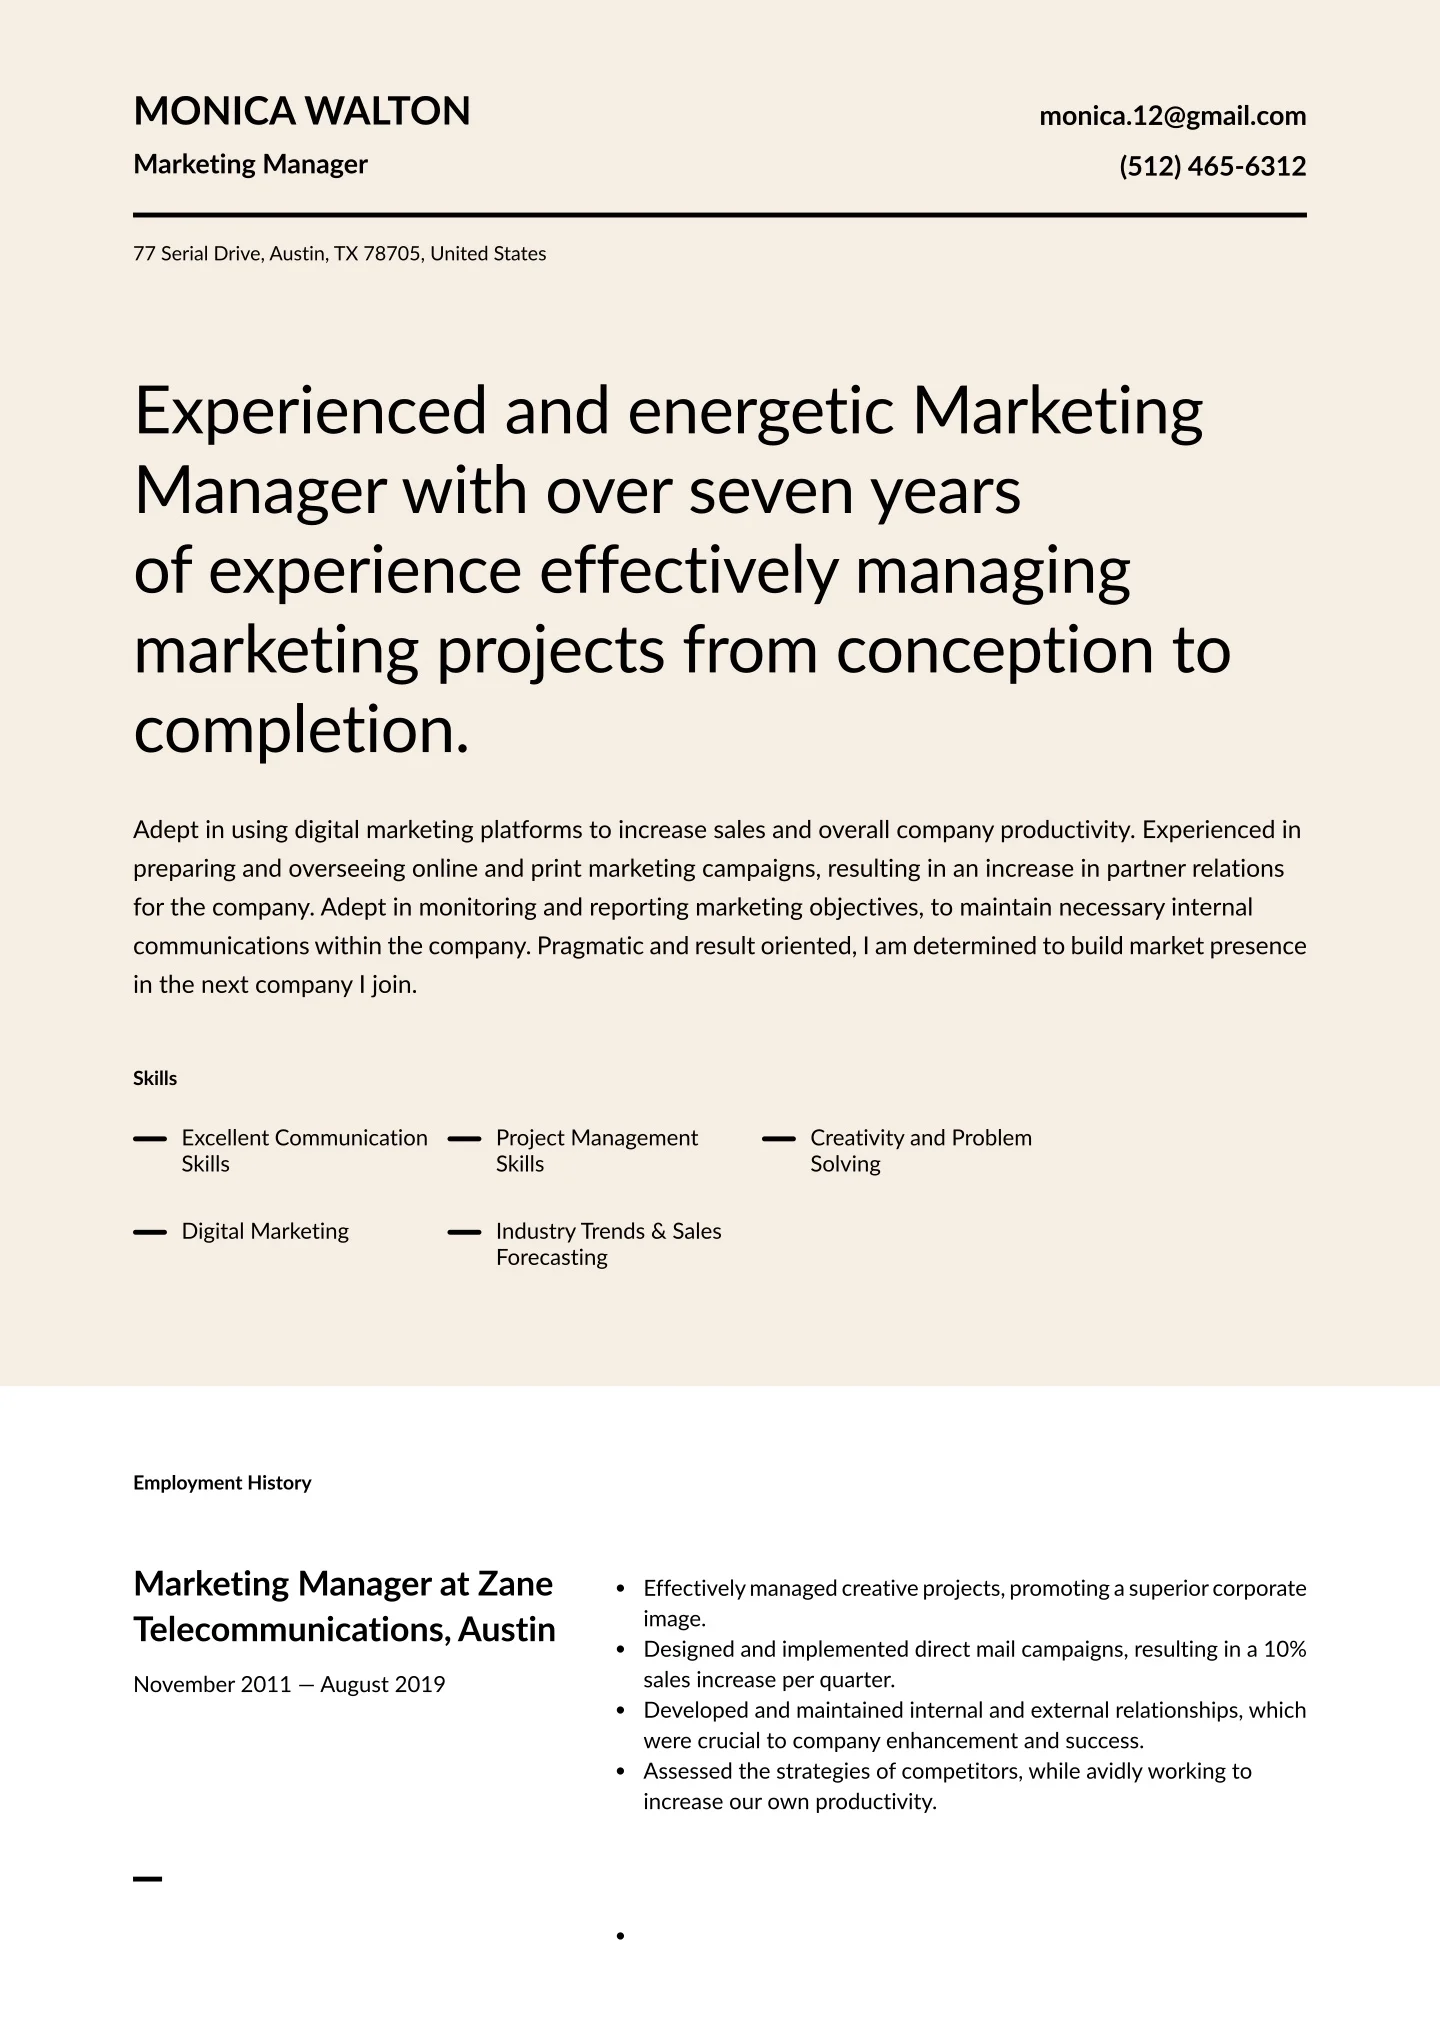 MONICA WALTON
Marketing Manager
monica.12@gmail.com
(512) 465-6312
77 Serial Drive, Austin, TX 78705, United States
Experienced and energetic Marketing
Manager with over seven years
of experience effectively managing
marketing projects from conception to
completion.
Adept in using digital marketing platforms to increase sales and overall company productivity. Experienced in
preparing and overseeing online and print marketing campaigns, resulting in an increase in partner relations
for the company. Adept in monitoring and reporting marketing objectives, to maintain necessary internal
communications within the company. Pragmatic and result oriented, I am determined to build market presence
in the next company I join.
Skills
Excellent Communication
Skills
Project Management
Skills
Creativity and Problem
Solving
Digital Marketing
Industry Trends & Sales
Forecasting
Employment History
Marketing Manager at Zane
Telecommunications, Austin
November 2011 — August 2019
• Effectively managed creative projects, promoting a superior corporate
image.
• Designed and implemented direct mail campaigns, resulting in a 10%
sales increase per quarter.
• Developed and maintained internal and external relationships, which
were crucial to company enhancement and success.
• Assessed the strategies of competitors, while avidly working to
increase our own productivity.